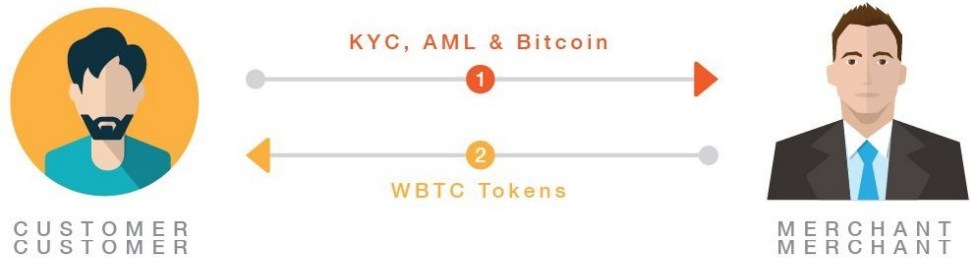 KYC, AML & Bitcoin
1
2
WBTC Tokens
CUSTOMER
CUSTOMER
MERCHANT
MERCHANT